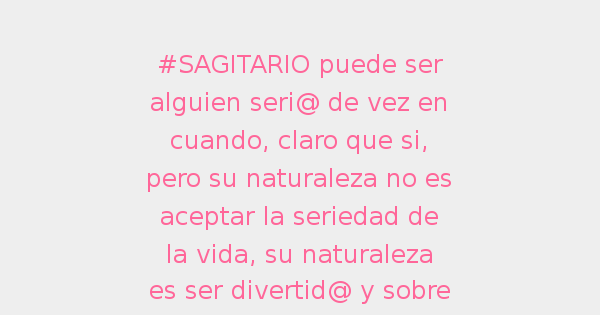 #SAGITARIO puede ser
alguien seri@ de vez en
cuando, claro que si,
pero su naturaleza no es
aceptar la seriedad de
la vida, su naturaleza
es ser divertid@ y sobre